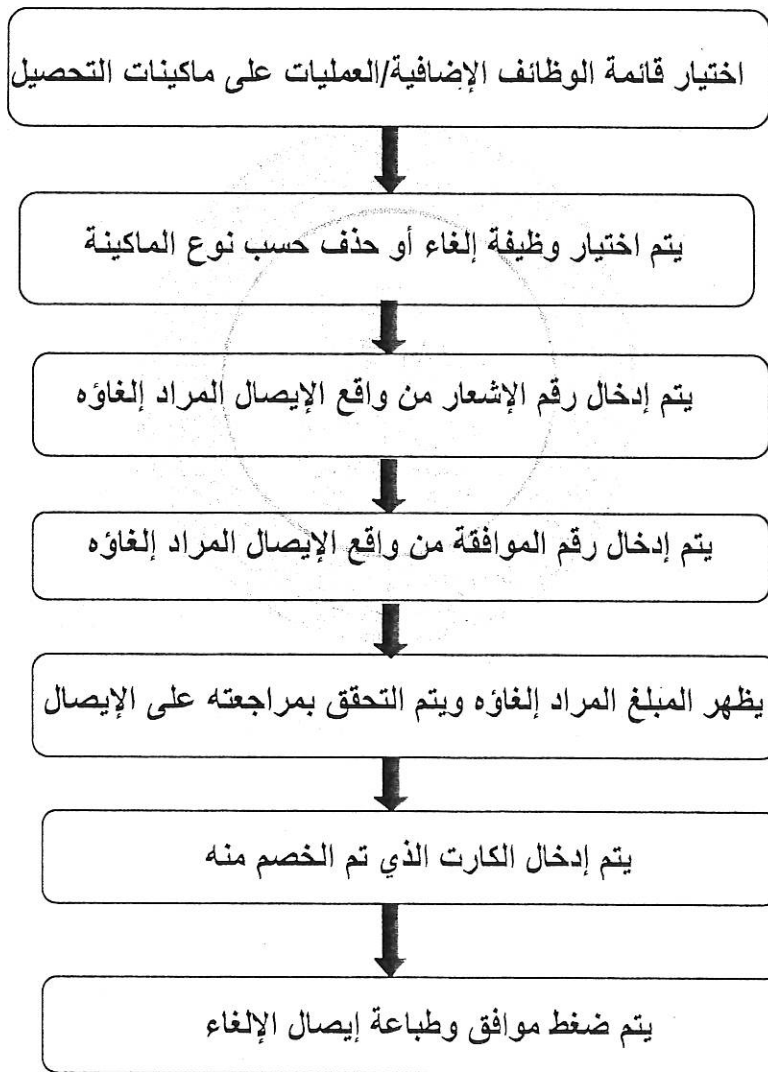 اختيار قائمة الوظائف الإضافية/العمليات على ماكينات التحصيل
يتم اختيار وظيفة إلغاء أو حذف حسب نوع الماكينة
يتم إدخال رقم الإشعار من واقع الإيصال المراد إلغاؤه
يتم إدخال رقم الموافقة من واقع الإيصال المراد إلغاؤه
يظهر المبلغ المراد إلغاؤه ويتم التحقق بمراجعته على الإيصال
يتم إدخال الكارت الذي تم الخصم منه
يتم ضغط موافق وطباعة إيصال الإلغاء